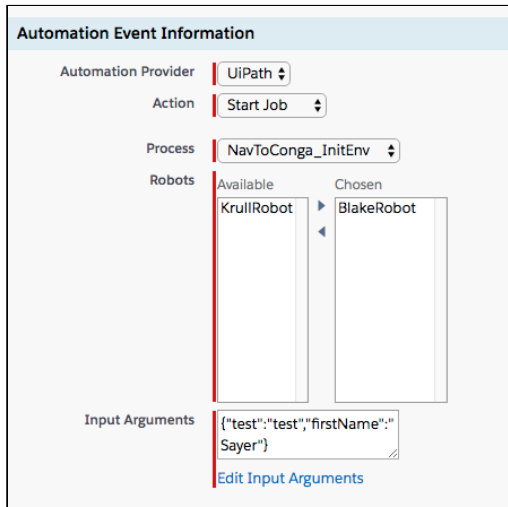 Automation Event Information
Automation Provider UiPath
Action Start Job
Process NavToConga_InitEnv
Robots Available Chosen
KrullRobot BlakeRobot
Input Arguments {"test":"test","firstName":"
Sayer"}
Edit Input Arguments